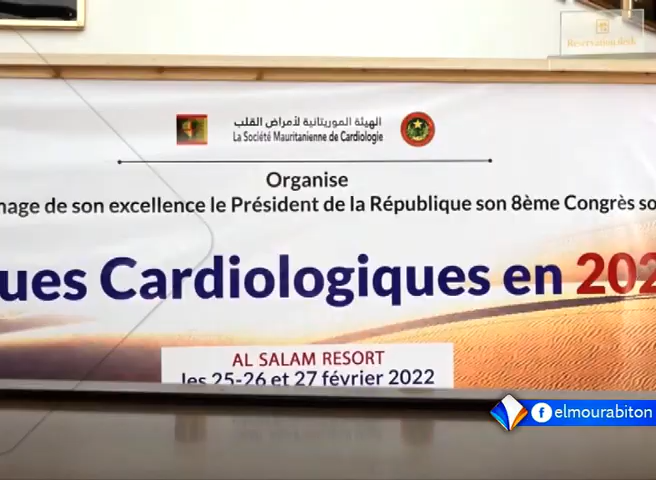 Reservation desk
الهيئة الموريتانية لأمراض القلب
La Société Mauritanienne de Cardiologie
Organise
nage de son excellence le Président de la République son 8ème Congrès so
ues Cardiologiques en 202
AL SALAM RESORT
les 25-26 et 27 février 2022
elmourabiton